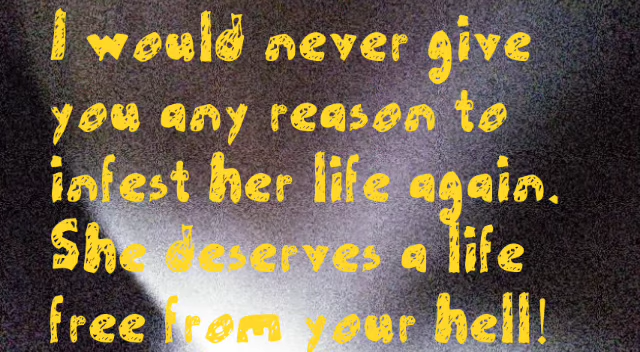 I would never give
you any reason to
infest her life again.
She deserves a life
free from your hell!